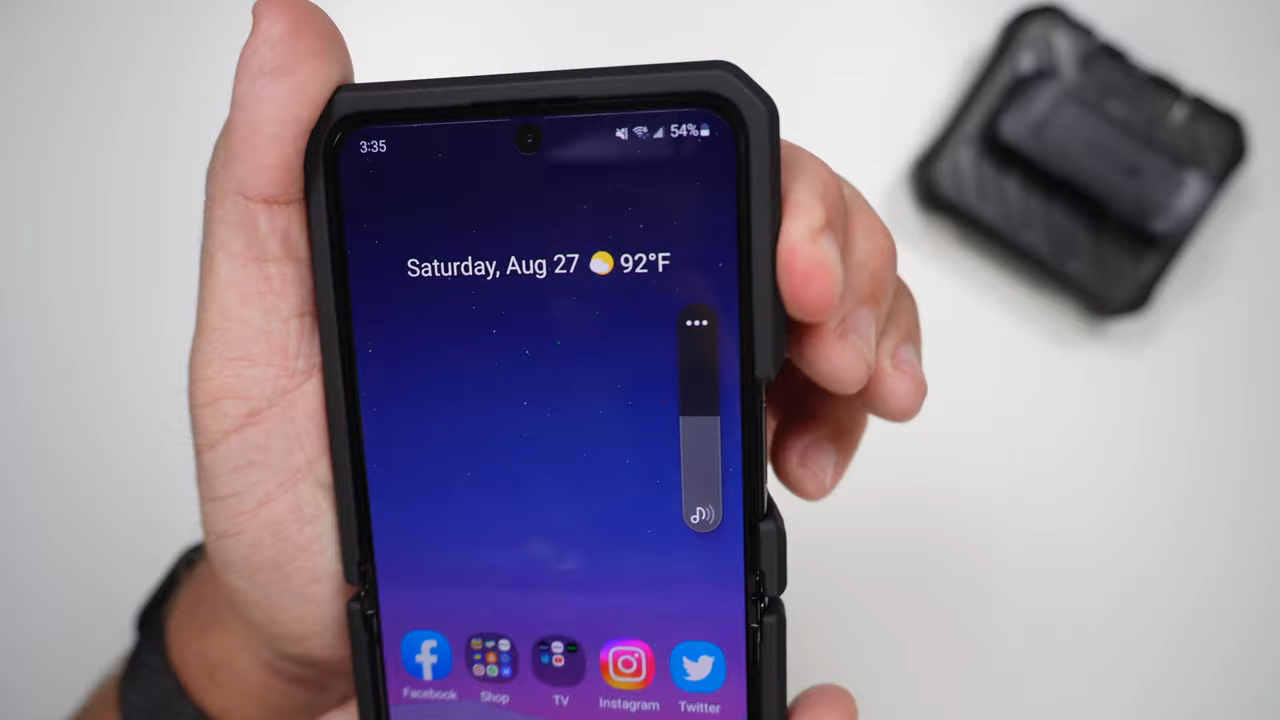 3:35
54%
Saturday, Aug 27 92°F
Facebook
Shop
TV
Instagram
Twitter